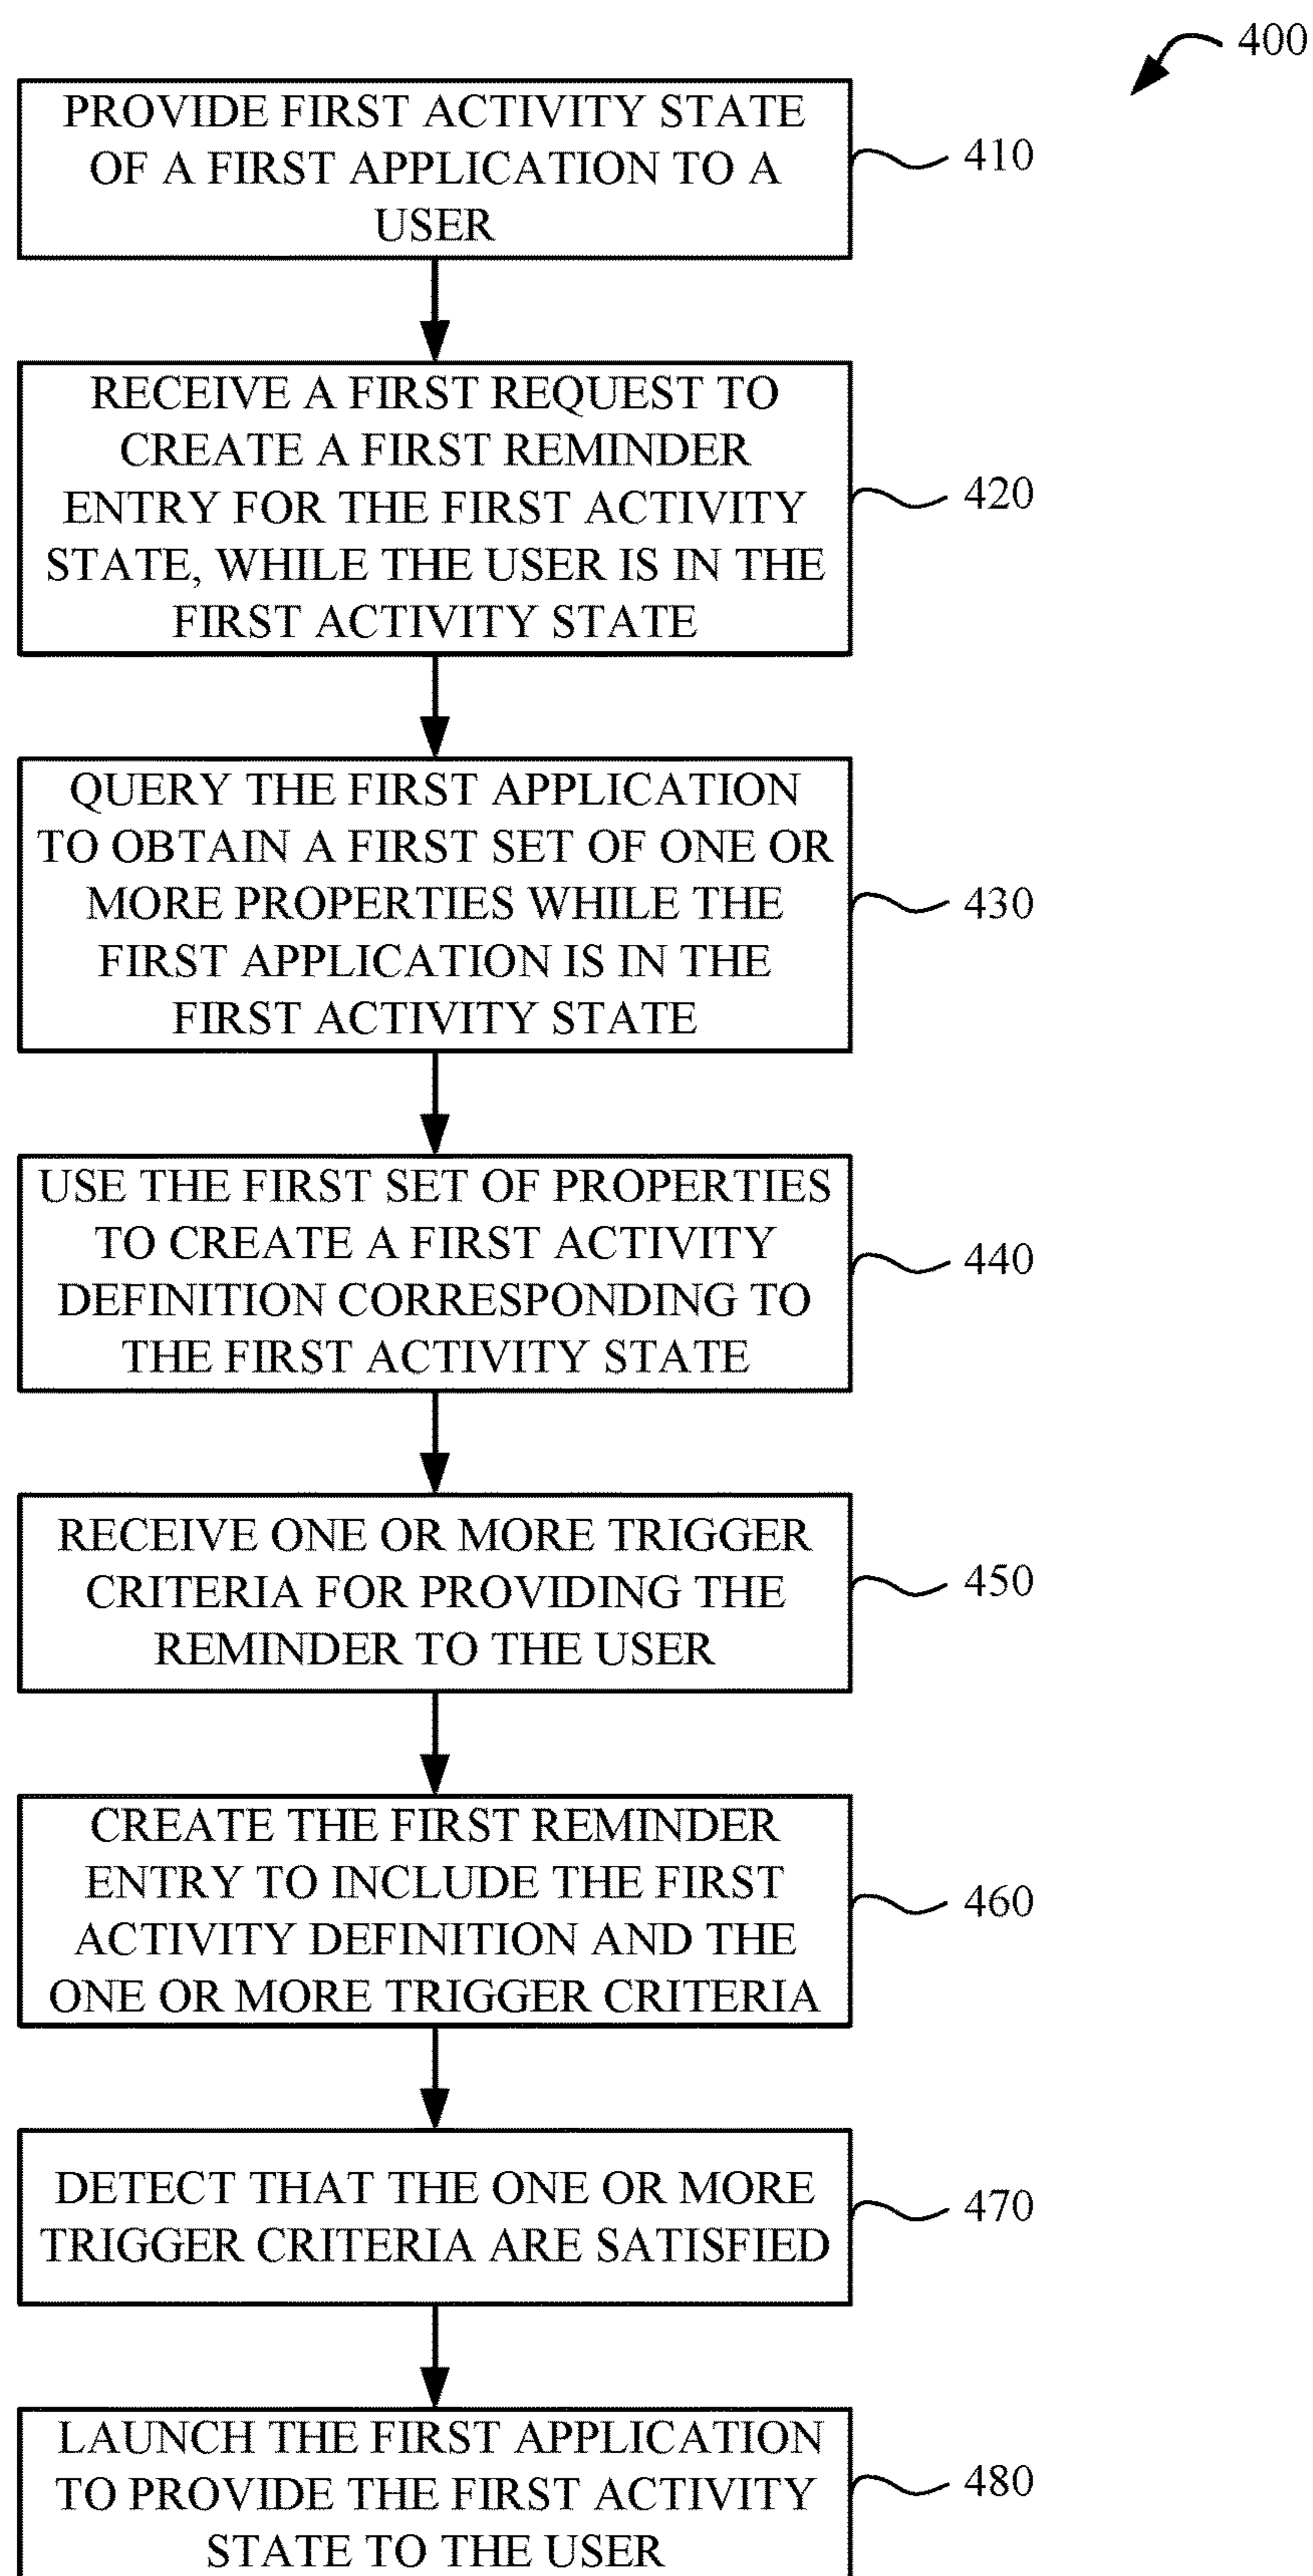 400
PROVIDE FIRST ACTIVITY STATE
OF A FIRST APPLICATION TO A
USER
410
RECEIVE A FIRST REQUEST TO
CREATE A FIRST REMINDER
ENTRY FOR THE FIRST ACTIVITY
STATE, WHILE THE USER IS IN THE
FIRST ACTIVITY STATE
420
QUERY THE FIRST APPLICATION
TO OBTAIN A FIRST SET OF ONE OR
MORE PROPERTIES WHILE THE
FIRST APPLICATION IS IN THE
FIRST ACTIVITY STATE
430
USE THE FIRST SET OF PROPERTIES
TO CREATE A FIRST ACTIVITY
DEFINITION CORRESPONDING TO
THE FIRST ACTIVITY STATE
440
RECEIVE ONE OR MORE TRIGGER
CRITERIA FOR PROVIDING THE
REMINDER TO THE USER
450
CREATE THE FIRST REMINDER
ENTRY TO INCLUDE THE FIRST
ACTIVITY DEFINITION AND THE
ONE OR MORE TRIGGER CRITERIA
460
DETECT THAT THE ONE OR MORE
TRIGGER CRITERIA ARE SATISFIED
470
LAUNCH THE FIRST APPLICATION
TO PROVIDE THE FIRST ACTIVITY
STATE TO THE USER
480